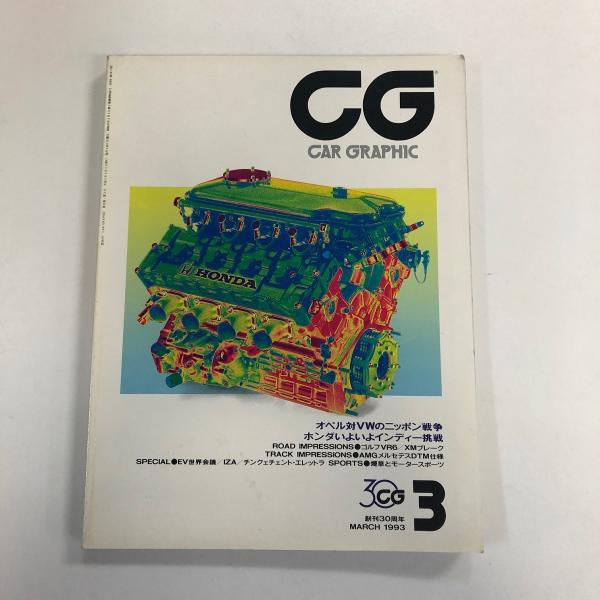 CG
CAR GRAPHIC
HONDA
オペル対VWのニッポン戦争
ホンダいよいよインディー挑戦
ROAD IMPRESSIONS●ゴルフVR6／XMブレーク
TRACK IMPRESSIONS●AMGメルセデスDTM仕様
SPECIAL●EV世界会議／IZA／チンクェチェント・エレットラ SPORTS●煙草とモータースポーツ
30 CG
創刊30周年
MARCH 1993
3